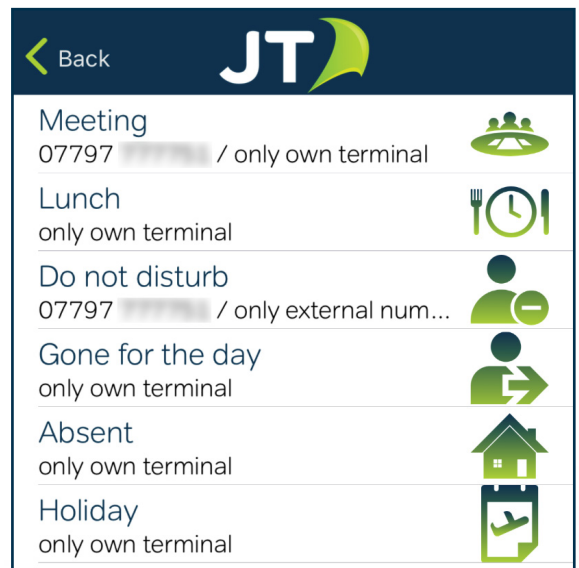 Back
JT
Meeting
07797 / only own terminal
Lunch
only own terminal
Do not disturb
07797 / only external num...
Gone for the day
only own terminal
Absent
only own terminal
Holiday
only own terminal